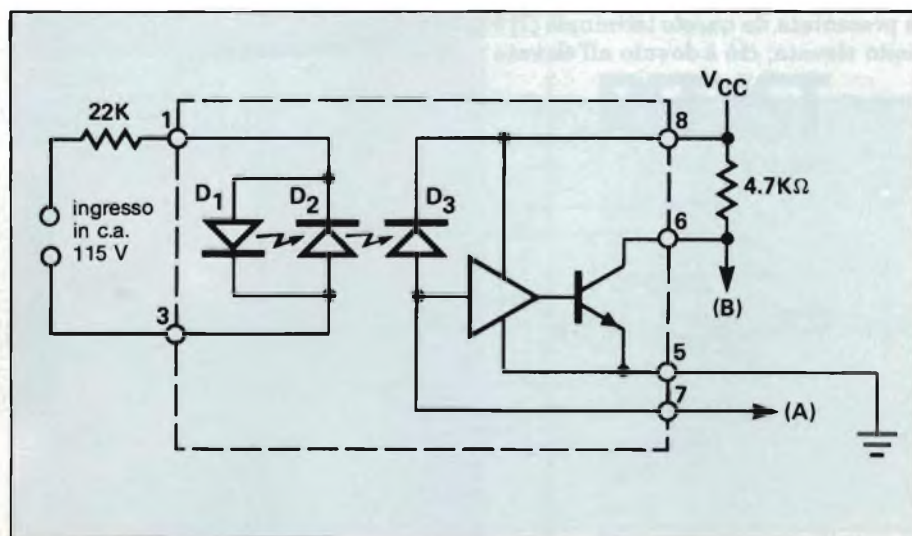 22K
1
ingresso
in c.a.
115 V
3
D1
D2
D3
8
VCC
4.7KΩ
6
(B)
5
7
(A)